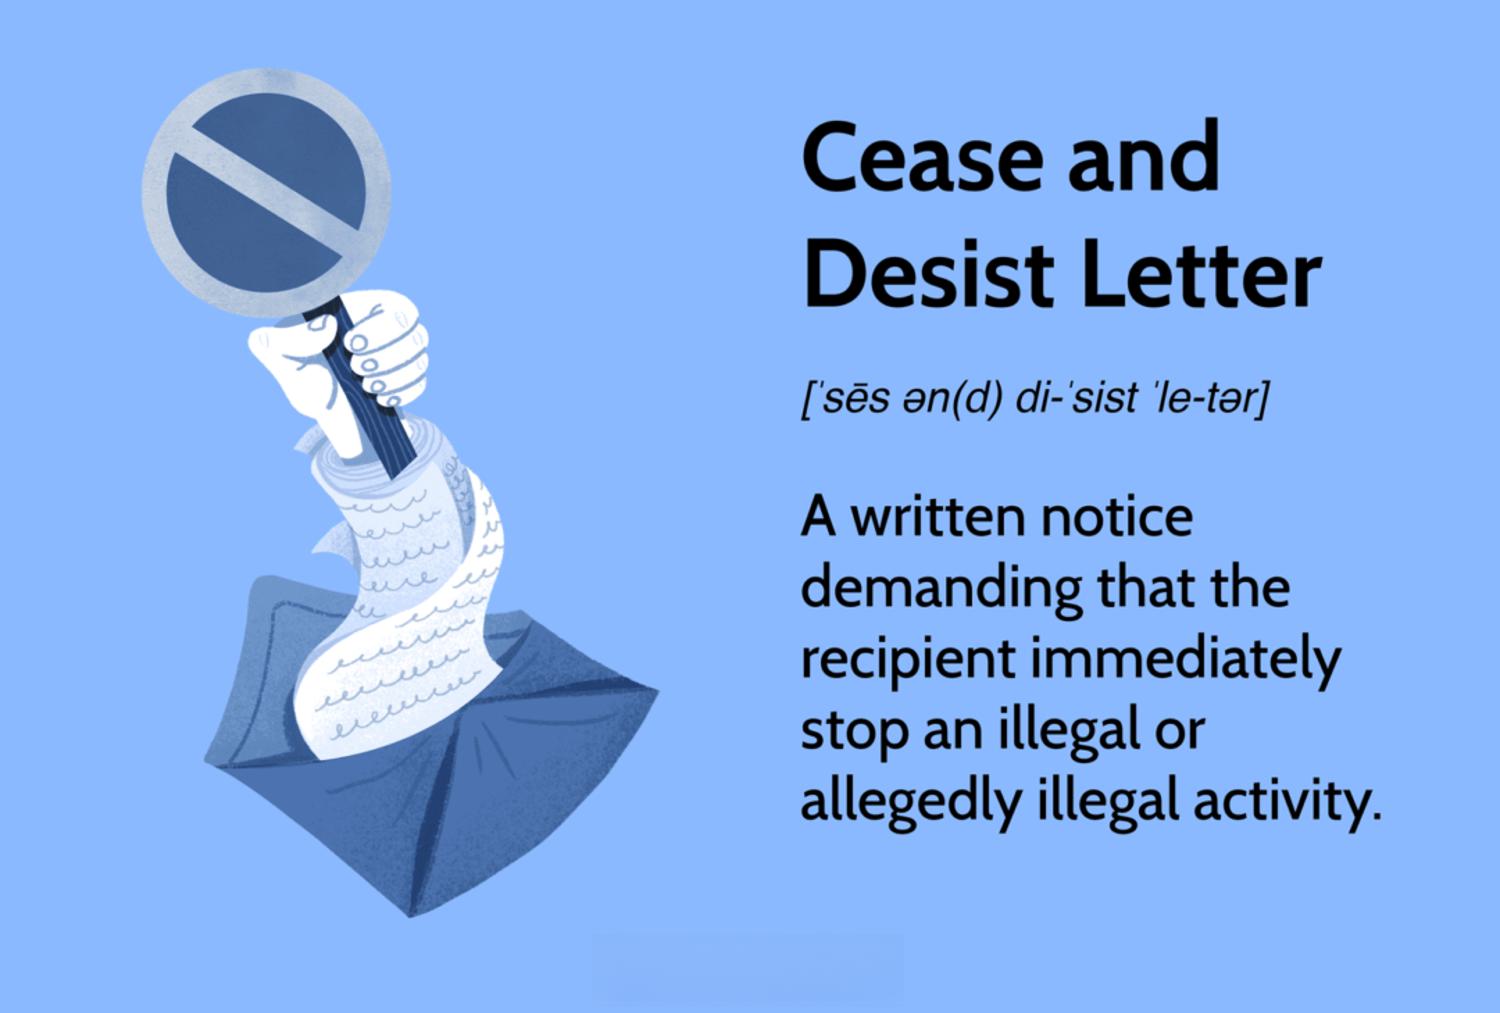 Cease and
Desist Letter
[ˈsēs ən(d) di-ˈsist ˈle-tər]
A written notice
demanding that the
recipient immediately
stop an illegal or
allegedly illegal activity.